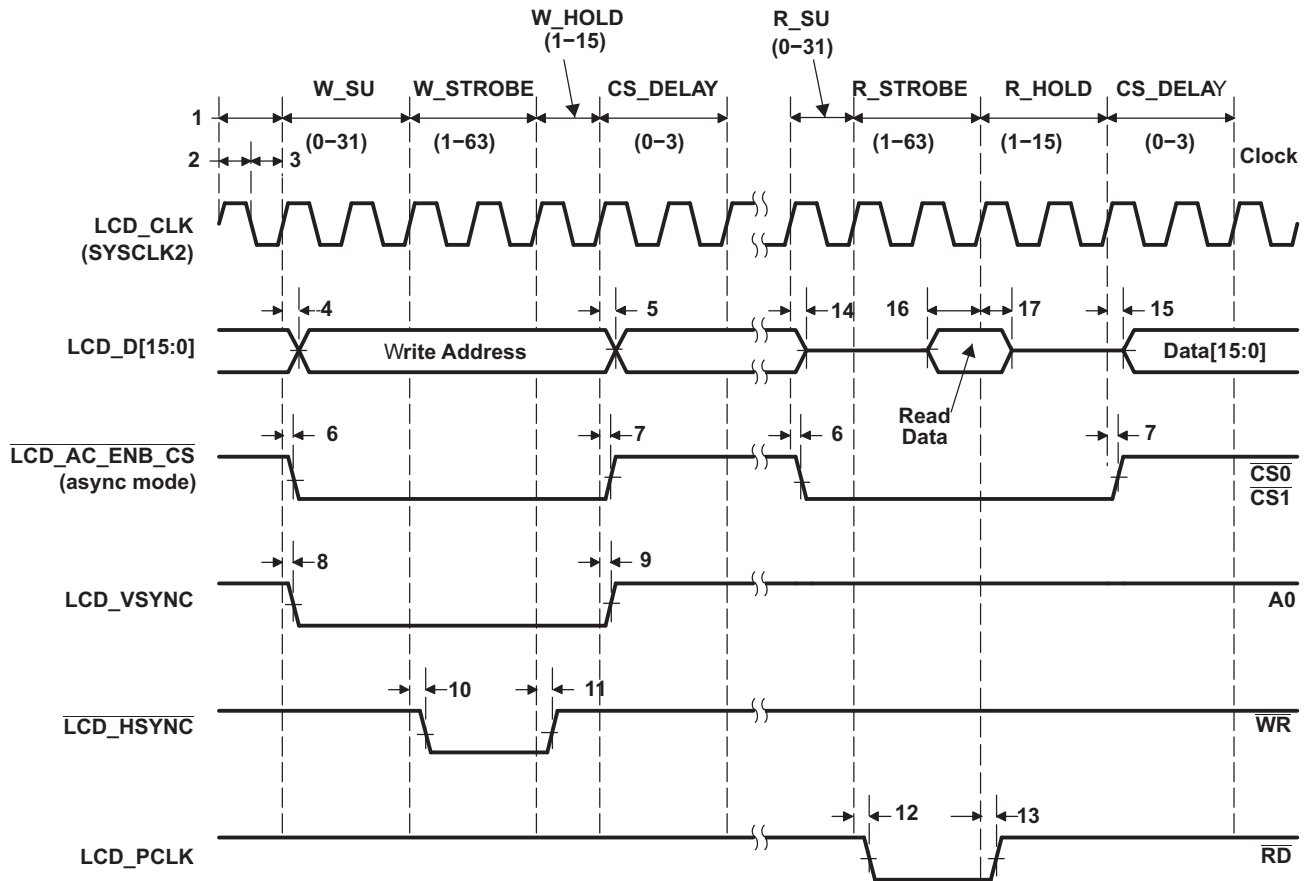 W_HOLD
(1−15)
R_SU
(0−31)
W_SU
W_STROBE
CS_DELAY
R_STROBE
R_HOLD
CS_DELAY
1
(0−31)
(1−63)
(0−3)
(1−63)
(1−15)
(0−3)
2
3
Clock
LCD_CLK
(SYSCLK2)
4
5
14
16
17
15
LCD_D[15:0]
Write Address
Data[15:0]
Read
Data
6
7
6
7
LCD_AC_ENB_CS
(async mode)
CS0
CS1
8
9
LCD_VSYNC
A0
10
11
LCD_HSYNC
WR
12
13
LCD_PCLK
RD